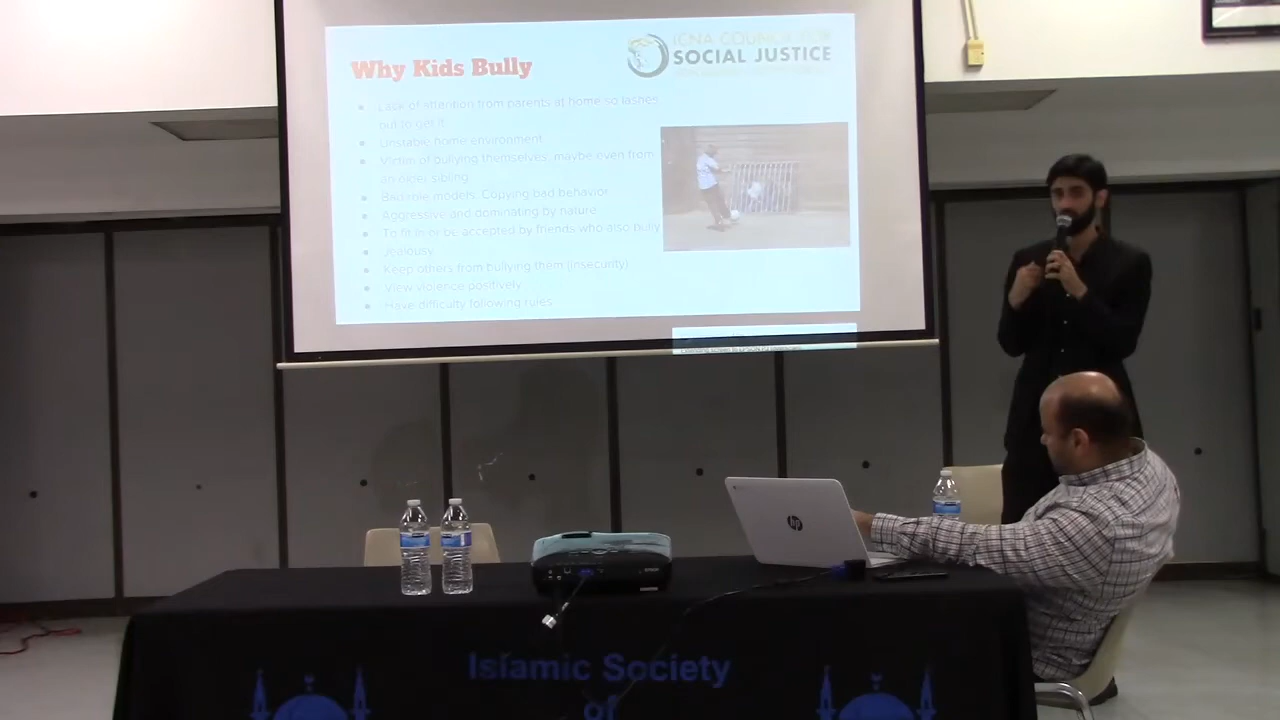 ICNA COUNCIL FOR
SOCIAL JUSTICE
Why Kids Bully
Lack of attention from parents at home so lashes
out to get it
Unstable home environment
Victim of bullying themselves, maybe even from
an older sibling
Bad role models. Copying bad behavior
Aggressive and dominating by nature
To fit in or be accepted by friends who also bully
Jealousy
Keep others from bullying them (insecurity)
View violence positively
Have difficulty following rules
hp
EPSON
Islamic Society
of